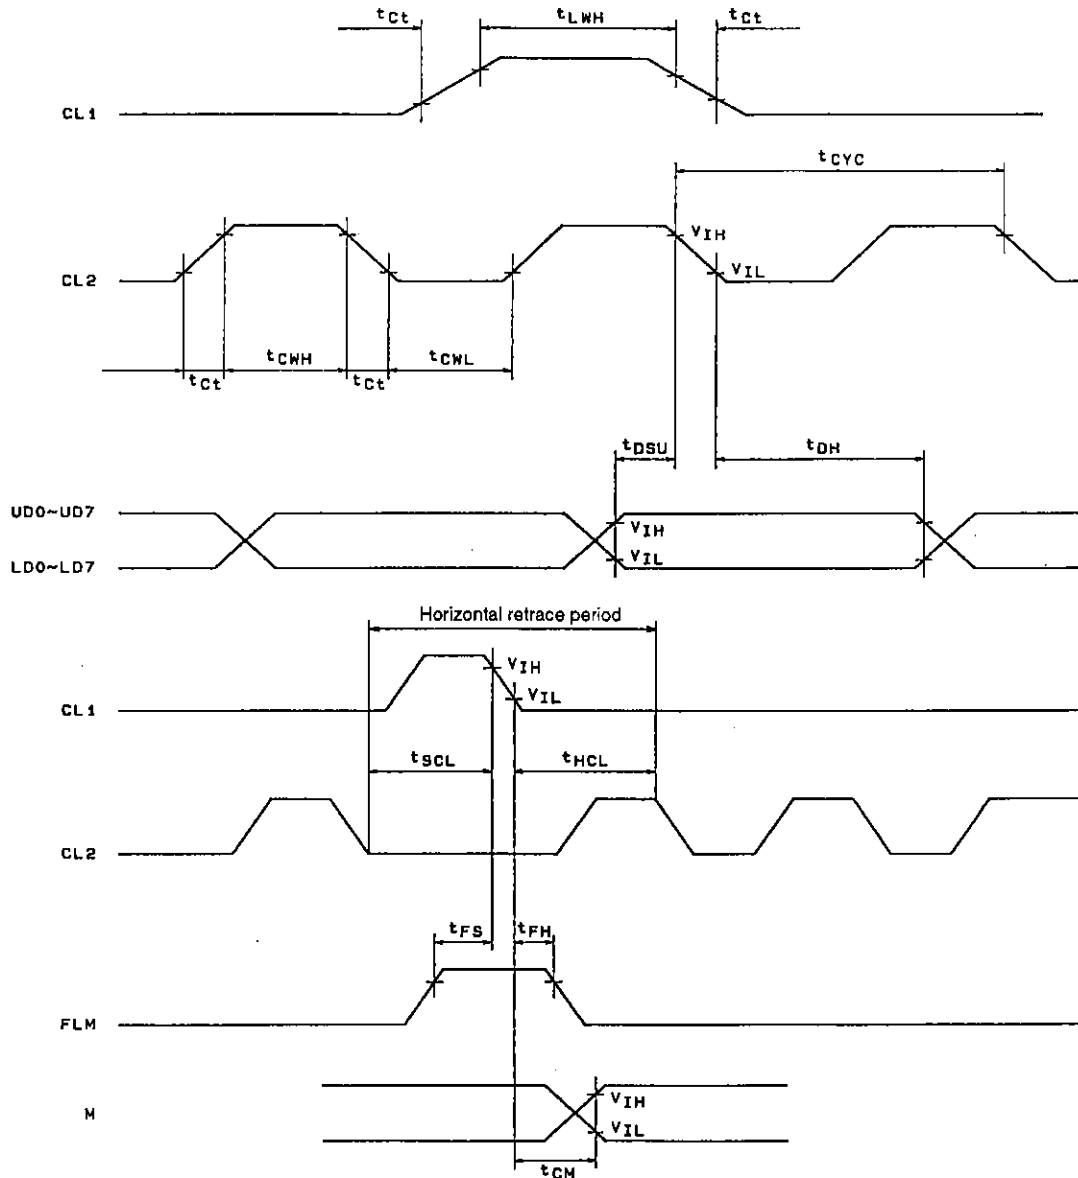 tCt tLWH tCt
CL1
tCYC
VIH
CL2 VIL
tCt tCWH tCt tCWL
tDSU tDH
UD0~UD7
VIH
VIL
LD0~LD7
Horizontal retrace period
VIH
VIL
CL1
tSCL tHCL
CL2
tFS tFH
FLM
VIH
M
VIL
tCM